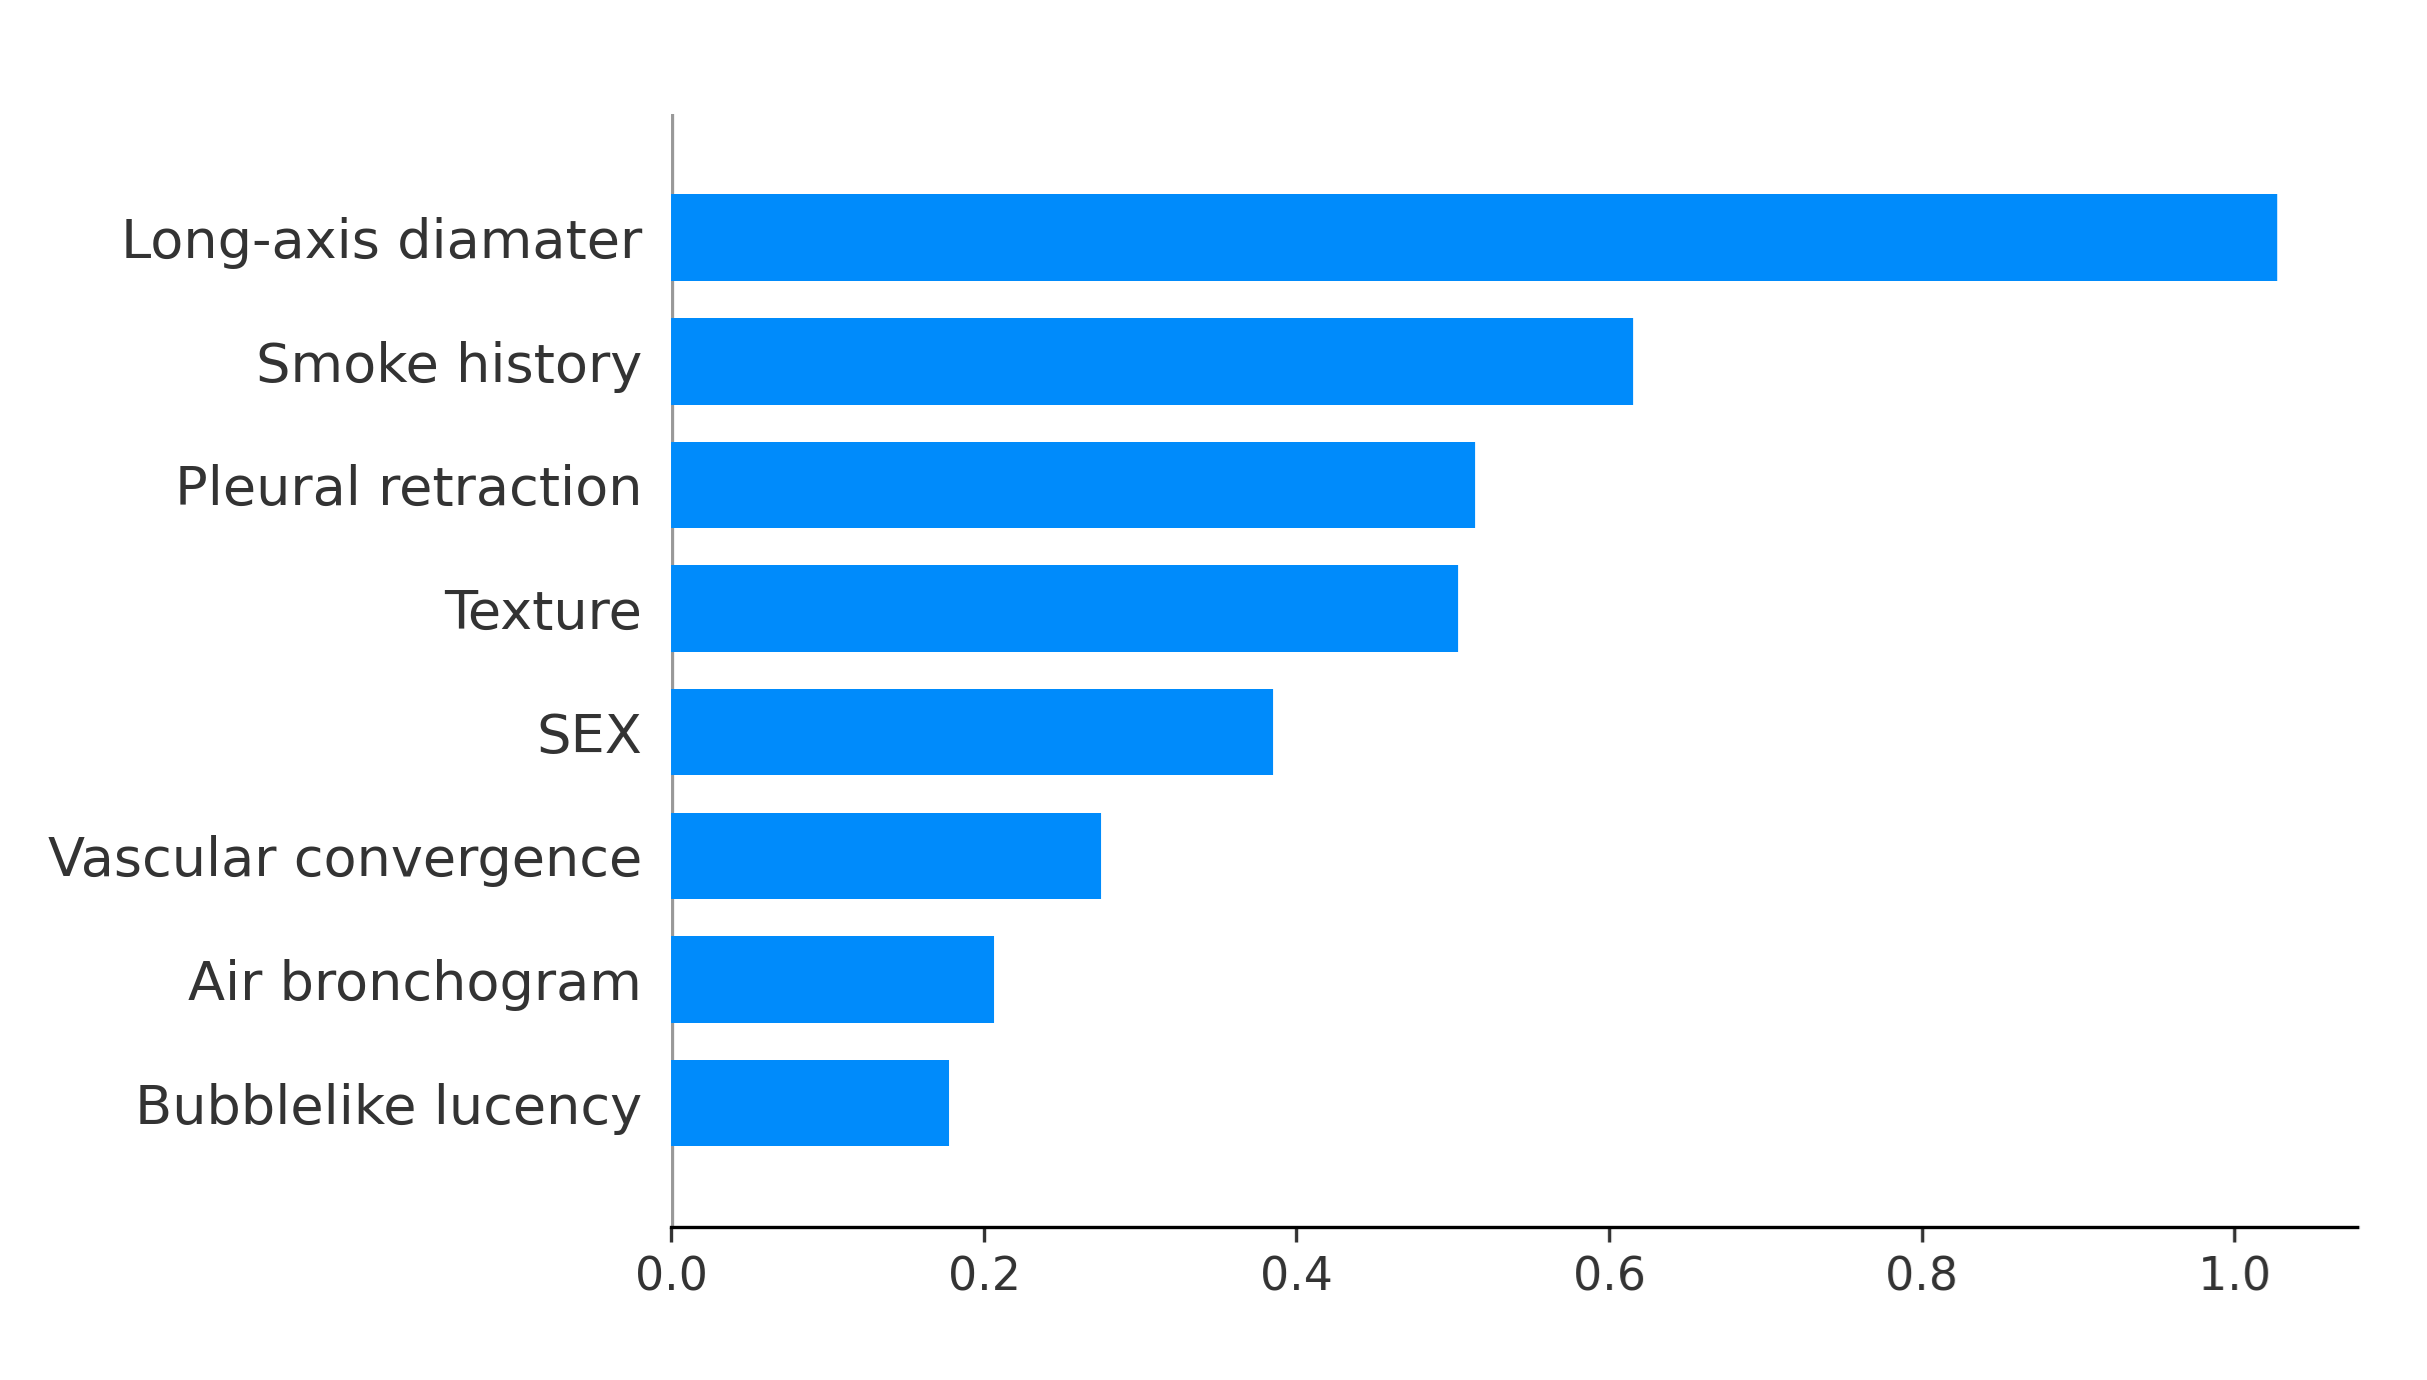 Long-axis diamater
Smoke history
Pleural retraction
Texture
SEX
Vascular convergence
Air bronchogram
Bubblelike lucency
0.0 0.2 0.4 0.6 0.8 1.0